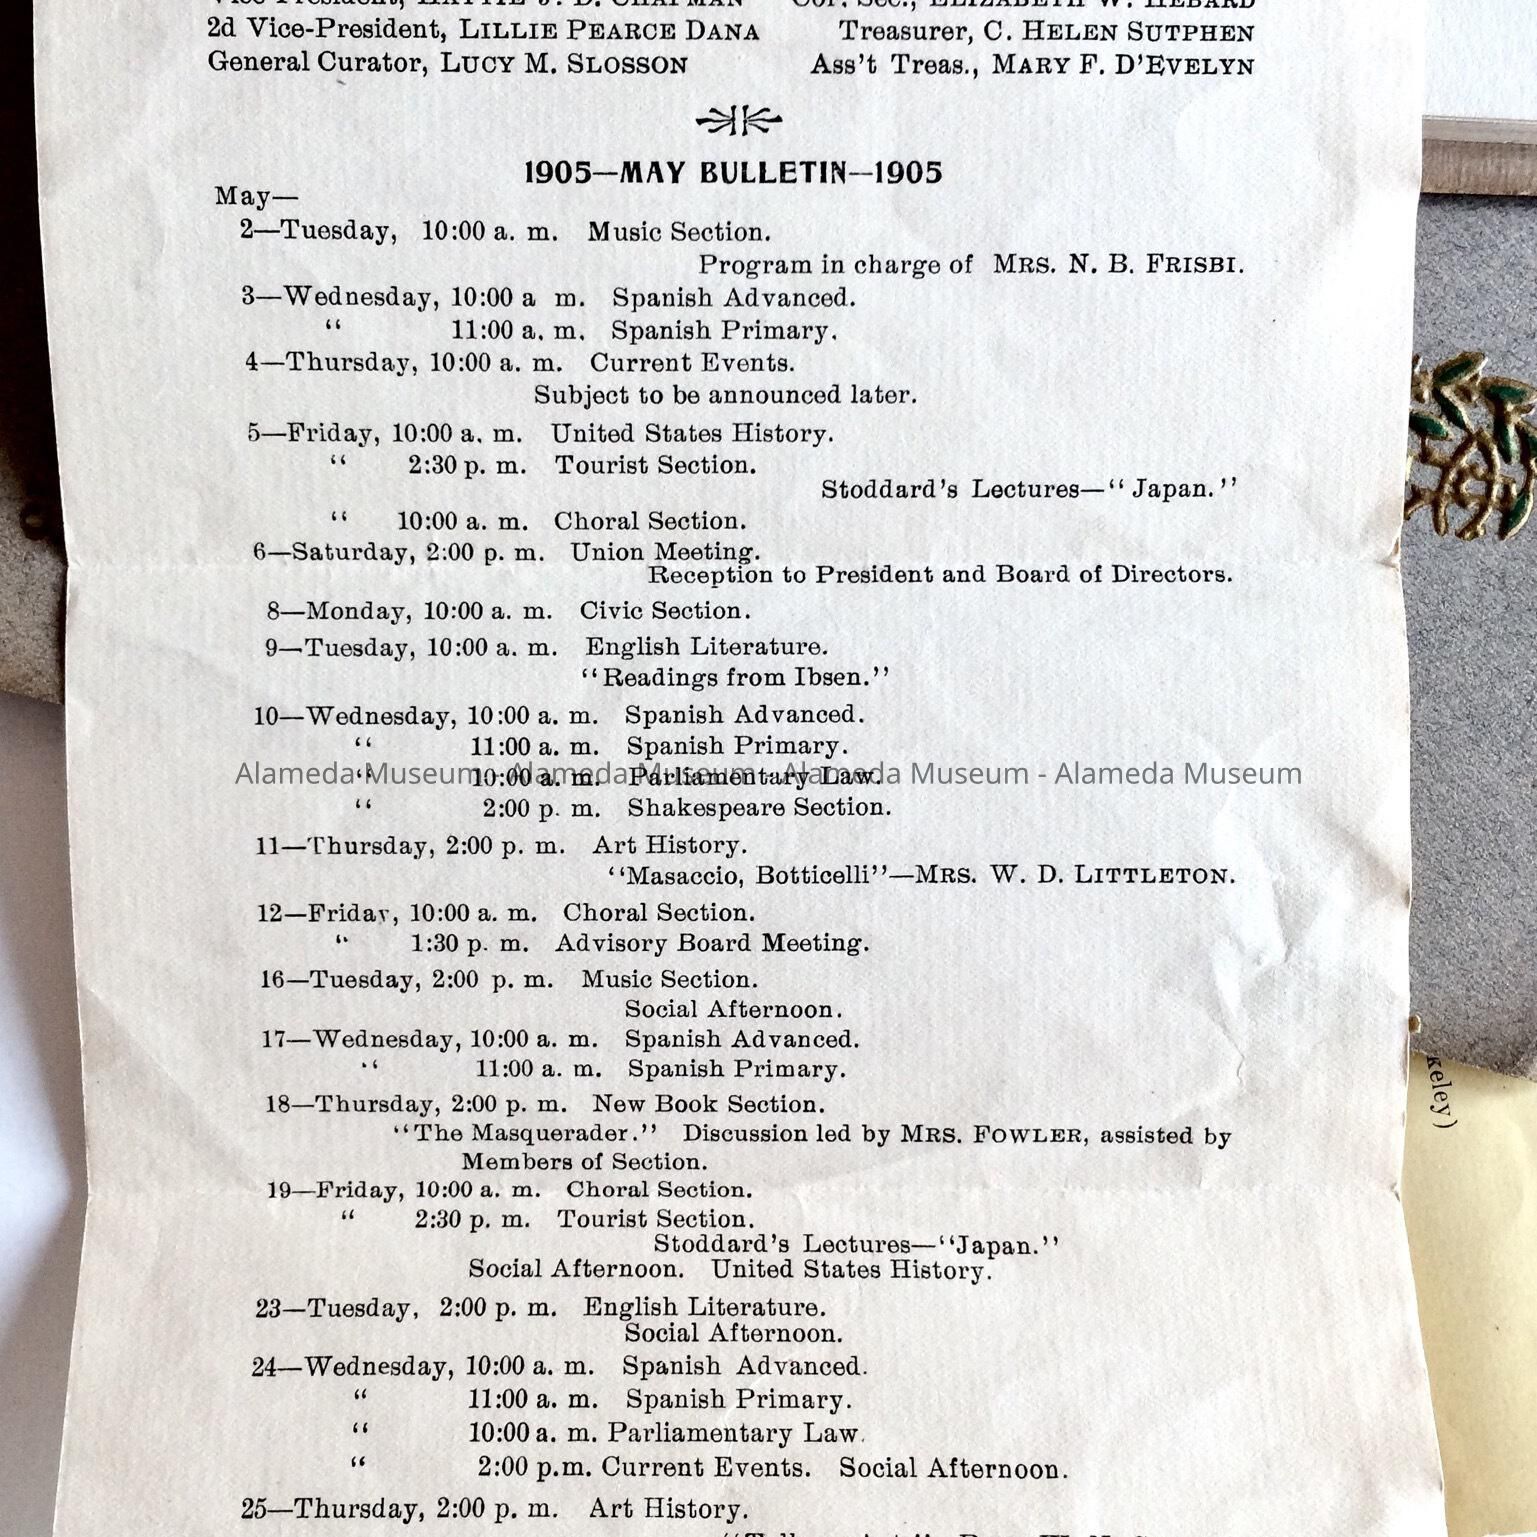 Vice-President, HATTIE J. D. CHAPMAN Cor. Sec., ELIZABETH W. HEBARD
2d Vice-President, LILLIE PEARCE DANA Treasurer, C. HELEN SUTPHEN
General Curator, LUCY M. SLOSSON Ass't Treas., MARY F. D'EVELYN
1905—MAY BULLETIN—1905
May—
2—Tuesday, 10:00 a. m. Music Section.
Program in charge of MRS. N. B. FRISBI.
3—Wednesday, 10:00 a m. Spanish Advanced.
“ 11:00 a. m. Spanish Primary.
4—Thursday, 10:00 a. m. Current Events.
Subject to be announced later.
5—Friday, 10:00 a. m. United States History.
“ 2:30 p. m. Tourist Section.
Stoddard's Lectures—“Japan.”
“ 10:00 a. m. Choral Section.
6—Saturday, 2:00 p. m. Union Meeting.
Reception to President and Board of Directors.
8—Monday, 10:00 a. m. Civic Section.
9—Tuesday, 10:00 a. m. English Literature.
“Readings from Ibsen.”
10—Wednesday, 10:00 a. m. Spanish Advanced.
“ 11:00 a. m. Spanish Primary.
“ 10:00 a. m. Parliamentary Law.
Alameda Museum - Alameda Museum - Alameda Museum - Alameda Museum
“ 2:00 p. m. Shakespeare Section.
11—Thursday, 2:00 p. m. Art History.
“Masaccio, Botticelli”—MRS. W. D. LITTLETON.
12—Friday, 10:00 a. m. Choral Section.
“ 1:30 p. m. Advisory Board Meeting.
16—Tuesday, 2:00 p. m. Music Section.
Social Afternoon.
17—Wednesday, 10:00 a. m. Spanish Advanced.
“ 11:00 a. m. Spanish Primary.
18—Thursday, 2:00 p. m. New Book Section.
“The Masquerader.” Discussion led by MRS. FOWLER, assisted by
Members of Section.
19—Friday, 10:00 a. m. Choral Section.
“ 2:30 p. m. Tourist Section.
Stoddard's Lectures—“Japan.”
Social Afternoon. United States History.
23—Tuesday, 2:00 p. m. English Literature.
Social Afternoon.
24—Wednesday, 10:00 a. m. Spanish Advanced.
“ 11:00 a. m. Spanish Primary.
“ 10:00 a. m. Parliamentary Law.
“ 2:00 p.m. Current Events. Social Afternoon.
25—Thursday, 2:00 p. m. Art History.
keley)